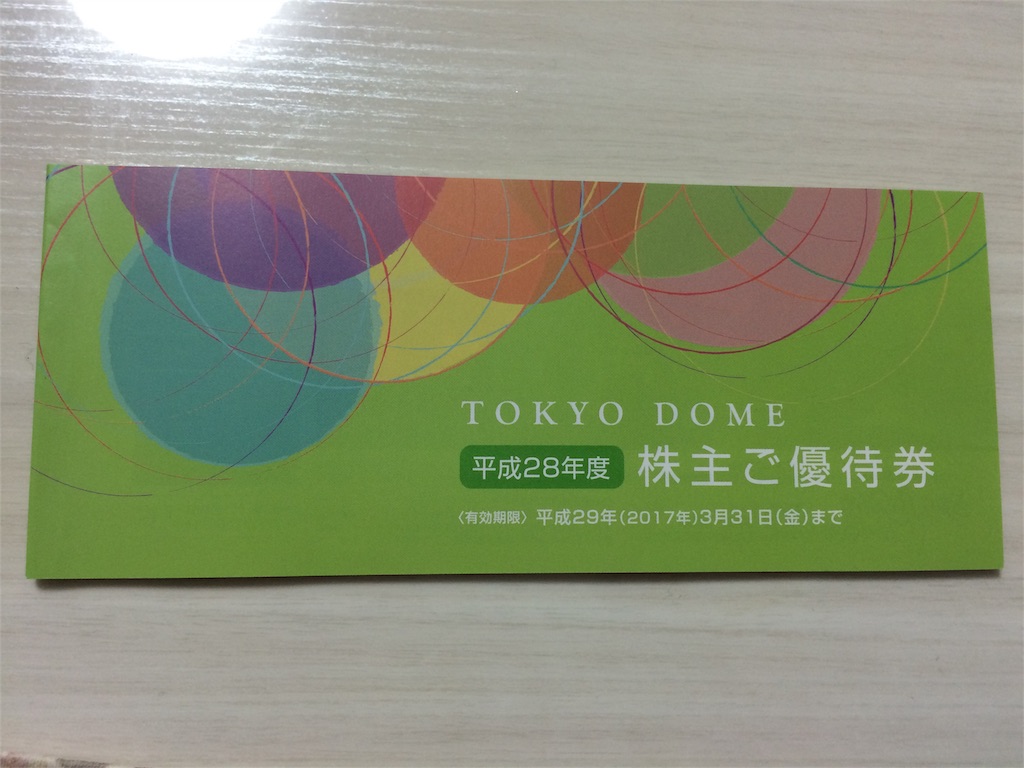 TOKYO DOME
平成28年度 株主ご優待券
〈有効期限〉平成29年(2017年)3月31日(金)まで